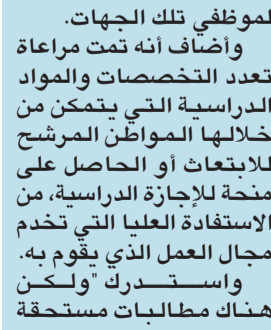 لموظفي تلك الجهات.
وأضاف أنه تمت مراعاة
تعدد التخصصات والمواد
الدراسية التي يتمكن من
خلالها المواطن المرشح
للابتعاث أو الحاصل على
منحة للإجازة الدراسية، من
الاستفادة العليا التي تخدم
مجال العمل الذي يقوم به.
واستدرك "ولكن
هناك مطالبات مستحقة